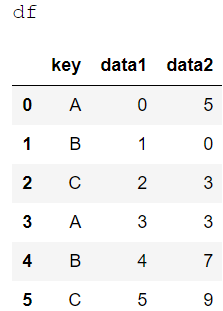 df
key data1 data2
0 A 0 5
1 B 1 0
2 C 2 3
3 A 3 3
4 B 4 7
5 C 5 9